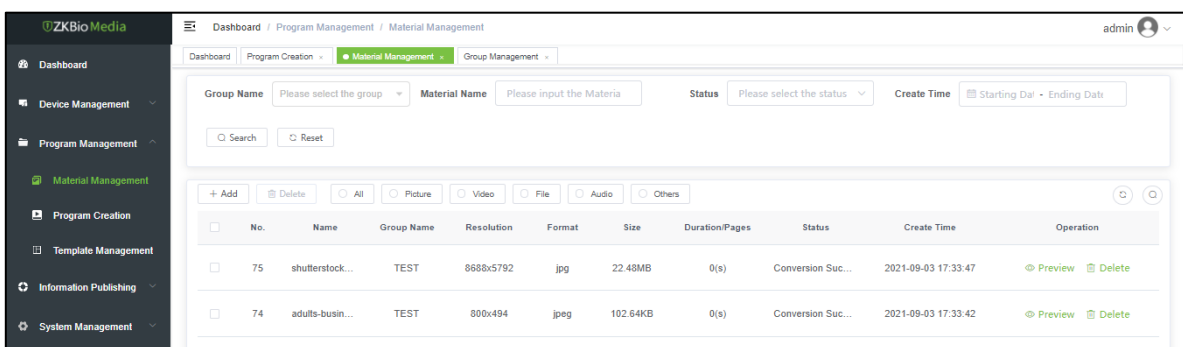 ZKBio Media
Dashboard / Program Management / Material Management
admin
Dashboard
Program Creation ×
Material Management ×
Group Management ×
Dashboard
Device Management
Program Management
Material Management
Program Creation
Template Management
Information Publishing
System Management
Group Name Please select the group
Material Name Please input the Materia
Status Please select the status
Create Time Starting Dat - Ending Date
Search
Reset
+ Add
Delete
All
Picture
Video
File
Audio
Others
No. Name Group Name Resolution Format Size Duration/Pages Status Create Time Operation
75 shutterstock... TEST 8688x5792 jpg 22.48MB 0(s) Conversion Suc... 2021-09-03 17:33:47 Preview Delete
74 adults-busin... TEST 800x494 jpeg 102.64KB 0(s) Conversion Suc... 2021-09-03 17:33:42 Preview Delete